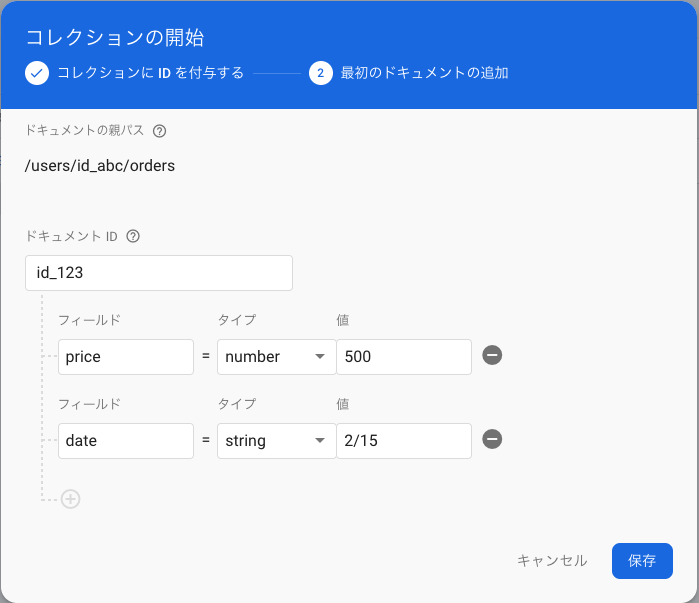 コレクションの開始
コレクションに ID を付与する 2 最初のドキュメントの追加
ドキュメントの親パス ?
/users/id_abc/orders
ドキュメント ID ?
id_123
フィールド タイプ 値
price = number 500
フィールド タイプ 値
date = string 2/15
キャンセル 保存